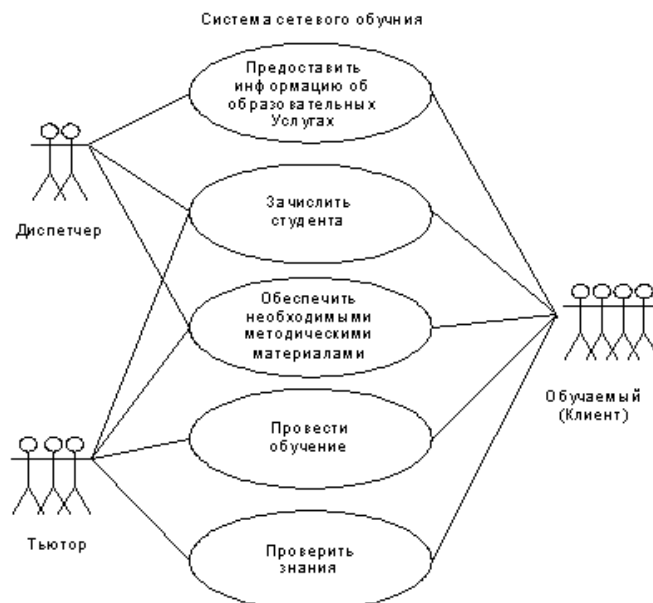 Система сетевого обучния
Предоставить
информацию об
образовательных
Услугах
Диспетчер
Зачислить
студента
Обеспечить
необходимыми
методическими
материалами
Обучаемый
(Клиент)
Провести
обучение
Тьютор
Проверить
знания